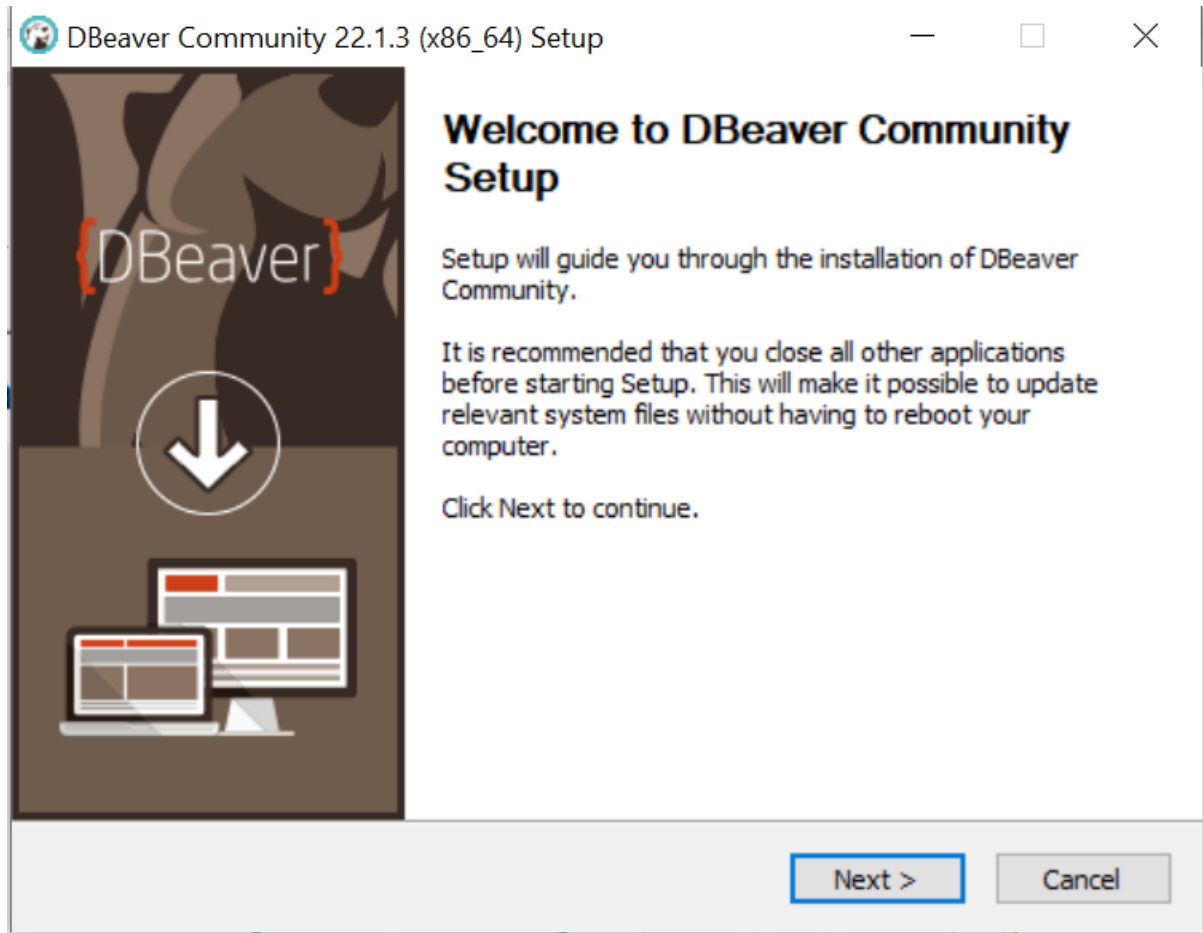 DBeaver Community 22.1.3 (x86_64) Setup
{DBeaver}
Welcome to DBeaver Community
Setup
Setup will guide you through the installation of DBeaver
Community.
It is recommended that you close all other applications
before starting Setup. This will make it possible to update
relevant system files without having to reboot your
computer.
Click Next to continue.
Next >
Cancel